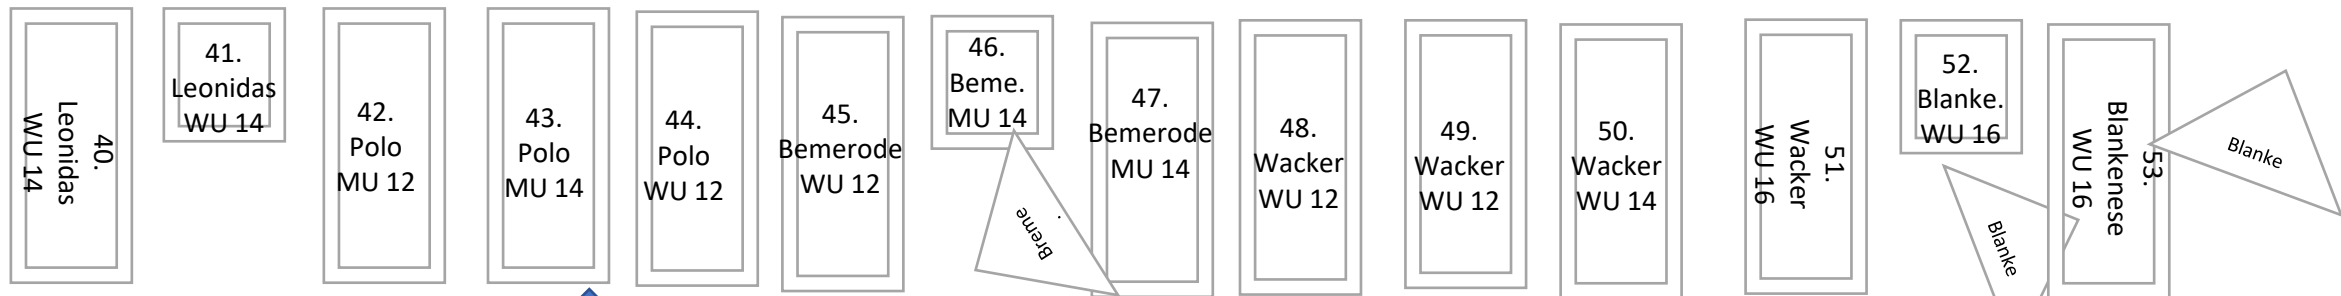 40.
Leonidas
WU 14
41.
Leonidas
WU 14
42.
Polo
MU 12
43.
Polo
MU 14
44.
Polo
WU 12
45.
Bemerode
WU 12
46.
Beme.
MU 14
Breme
.
47.
Bemerode
MU 14
48.
Wacker
WU 12
49.
Wacker
WU 12
50.
Wacker
WU 14
51.
Wacker
WU 16
52.
Blanke.
WU 16
Blanke
53.
Blankenese
WU 16
Blanke